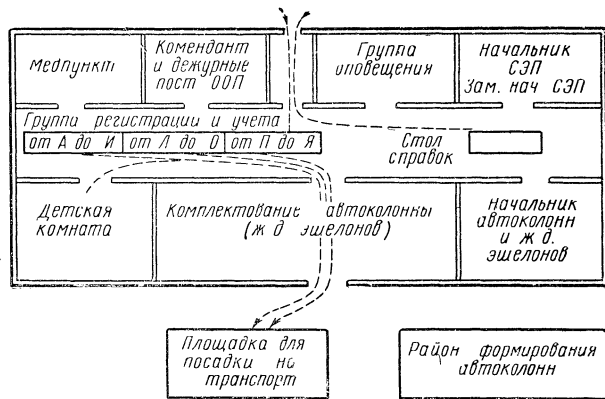 Медпункт
Комендант
и дежурные
пост ООП
Группа
оповещения
Начальник
СЭП
Зам. нач СЭП
Группа регистрации и учета
от А до И
от Л до О
от П до Я
Стол
справок
Детская
комната
Комплектование автоколонны
(ж д эшелонов)
Начальник
автоколонн
и ж д.
эшелонов
Площадка для
посадки на
транспорт
Район формирования
автоколонн